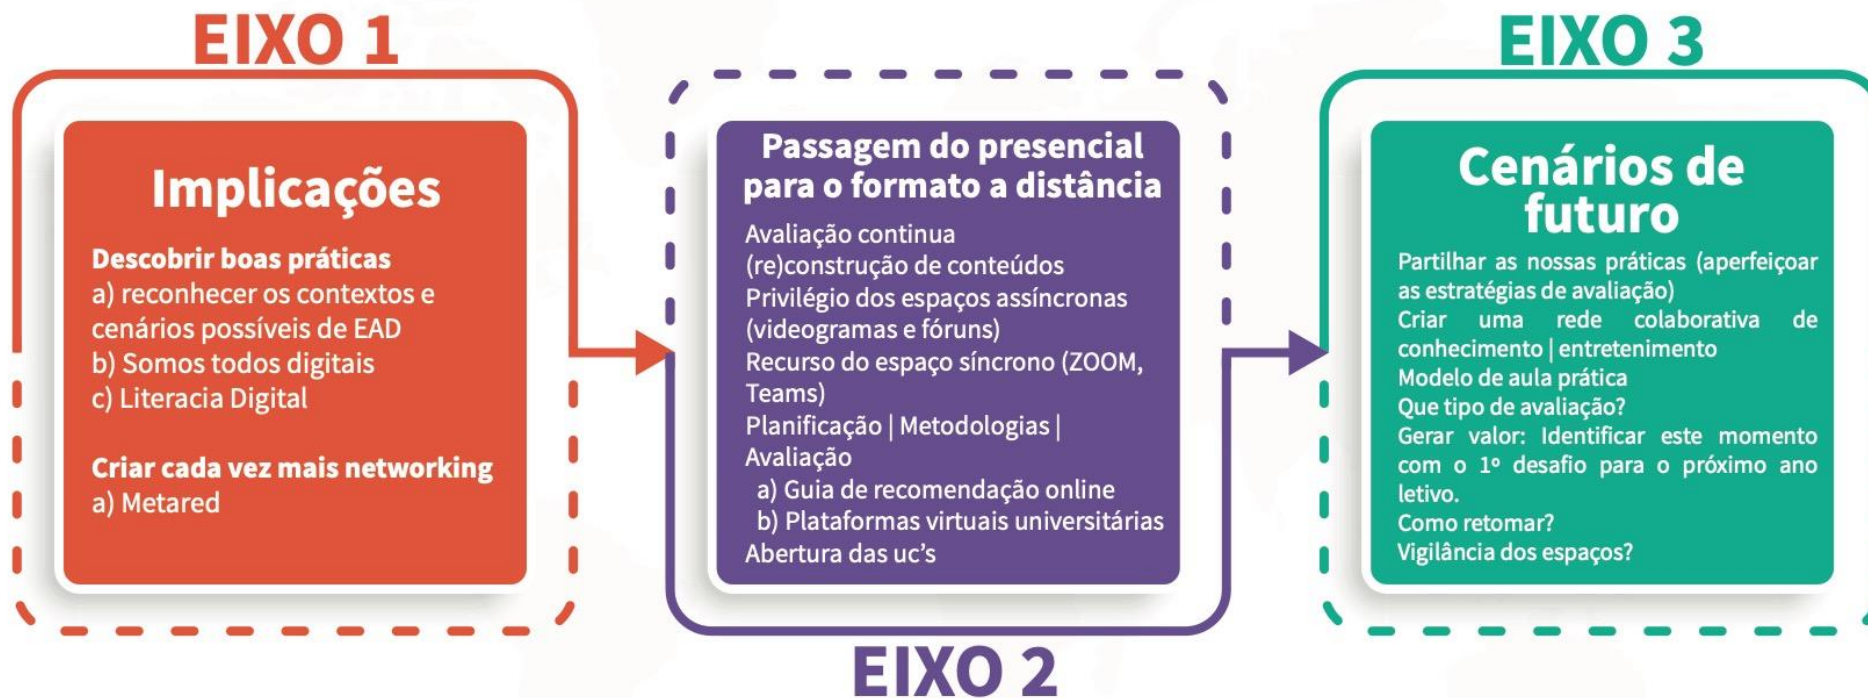 EIXO 1
Implicações
Descobrir boas práticas
a) reconhecer os contextos e
cenários possíveis de EAD
b) Somos todos digitais
c) Literacia Digital
Criar cada vez mais networking
a) Metared
Passagem do presencial
para o formato a distância
Avaliação continua
(re)construção de conteúdos
Privilégio dos espaços assíncronas
(videogramas e fóruns)
Recurso do espaço síncrono (ZOOM,
Teams)
Planificação | Metodologias |
Avaliação
a) Guia de recomendação online
b) Plataformas virtuais universitárias
Abertura das uc's
EIXO 2
EIXO 3
Cenários de
futuro
Partilhar as nossas práticas (aperfeiçoar
as estratégias de avaliação)
Criar uma rede colaborativa de
conhecimento | entretenimento
Modelo de aula prática
Que tipo de avaliação?
Gerar valor: Identificar este momento
com o 1º desafio para o próximo ano
letivo.
Como retomar?
Vigilância dos espaços?